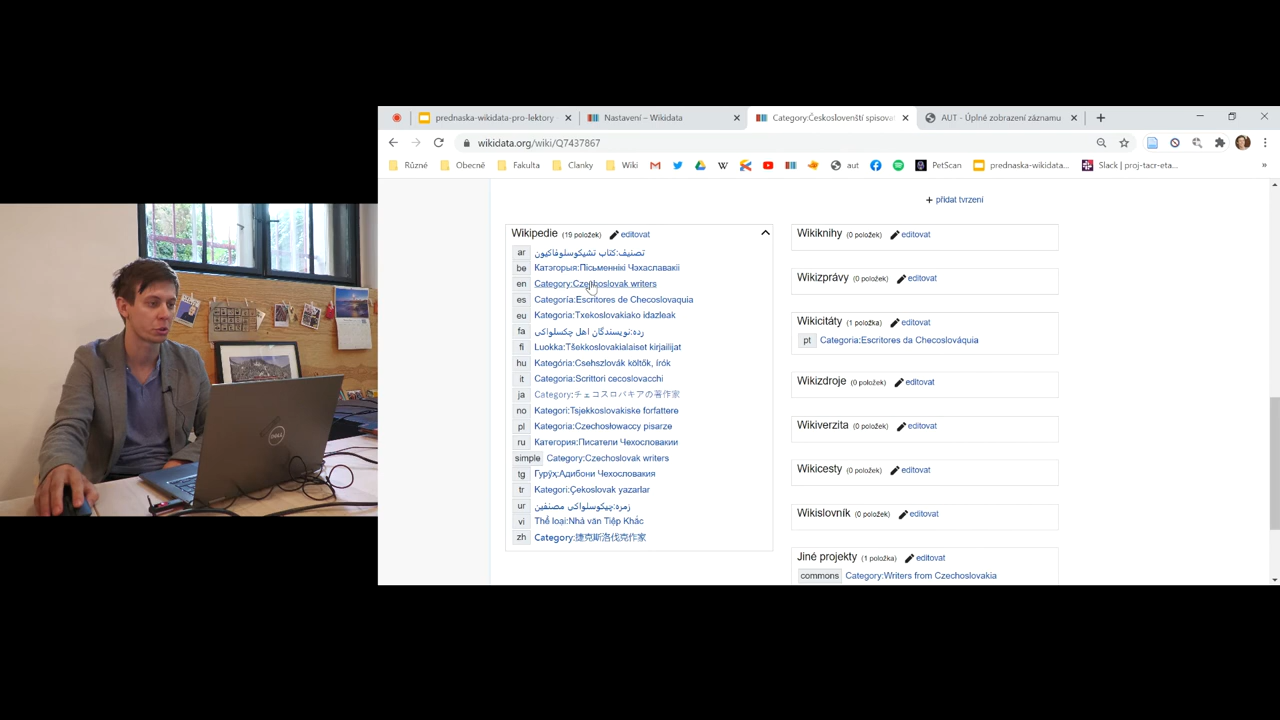 prednaska-wikidata-pro-lektory
Nastavení – Wikidata
Category:Českoslovenští spisova
AUT - Úplné zobrazení záznamu
wikidata.org/wiki/Q7437867
Různé
Obecně
Fakulta
Clanky
Wiki
aut
PetScan
prednaska-wikidata...
Slack | proj-tacr-eta...
+ přidat tvrzení
Wikipedie (19 položek) editovat
ar تصنيف:كتاب تشيكوسلوفاكيون
be Катэгорыя:Пісьменнікі Чэхаславакіі
en Category:Czechoslovak writers
es Categoría:Escritores de Checoslovaquia
eu Kategoria:Txekoslovakiako idazleak
fa رده:نویسندگان اهل چکسلواکی
fi Luokka:Tšekkoslovakialaiset kirjailijat
hu Kategória:Csehszlovák költők, írók
it Categoria:Scrittori cecoslovacchi
ja Category:チェコスロバキアの著作家
no Kategori:Tsjekkoslovakiske forfattere
pl Kategoria:Czechosłowaccy pisarze
ru Категория:Писатели Чехословакии
simple Category:Czechoslovak writers
tg Гурӯҳ:Адибони Чехословакия
tr Kategori:Çekoslovak yazarlar
ur زمرہ:چیکوسلواکی مصنفین
vi Thể loại:Nhà văn Tiệp Khắc
zh Category:捷克斯洛伐克作家
Wikiknihy (0 položek) editovat
Wikizprávy (0 položek) editovat
Wikicitáty (1 položka) editovat
pt Categoria:Escritores da Checoslováquia
Wikizdroje (0 položek) editovat
Wikiverzita (0 položek) editovat
Wikicesty (0 položek) editovat
Wikislovník (0 položek) editovat
Jiné projekty (1 položka) editovat
commons Category:Writers from Czechoslovakia
DELL